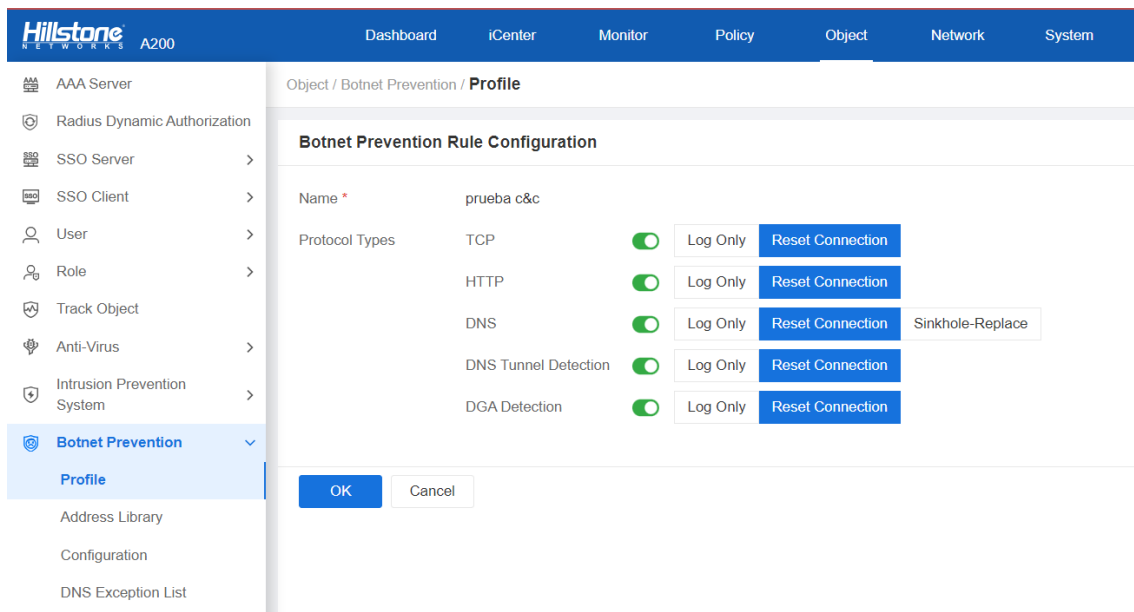 Hillstone
NETWORKS A200
Dashboard iCenter Monitor Policy Object Network System
AAA Server
Radius Dynamic Authorization
SSO Server
SSO Client
User
Role
Track Object
Anti-Virus
Intrusion Prevention
System
Botnet Prevention
Profile
Address Library
Configuration
DNS Exception List
Object / Botnet Prevention / Profile
Botnet Prevention Rule Configuration
Name * prueba c&c
Protocol Types TCP Log Only Reset Connection
HTTP Log Only Reset Connection
DNS Log Only Reset Connection Sinkhole-Replace
DNS Tunnel Detection Log Only Reset Connection
DGA Detection Log Only Reset Connection
OK Cancel